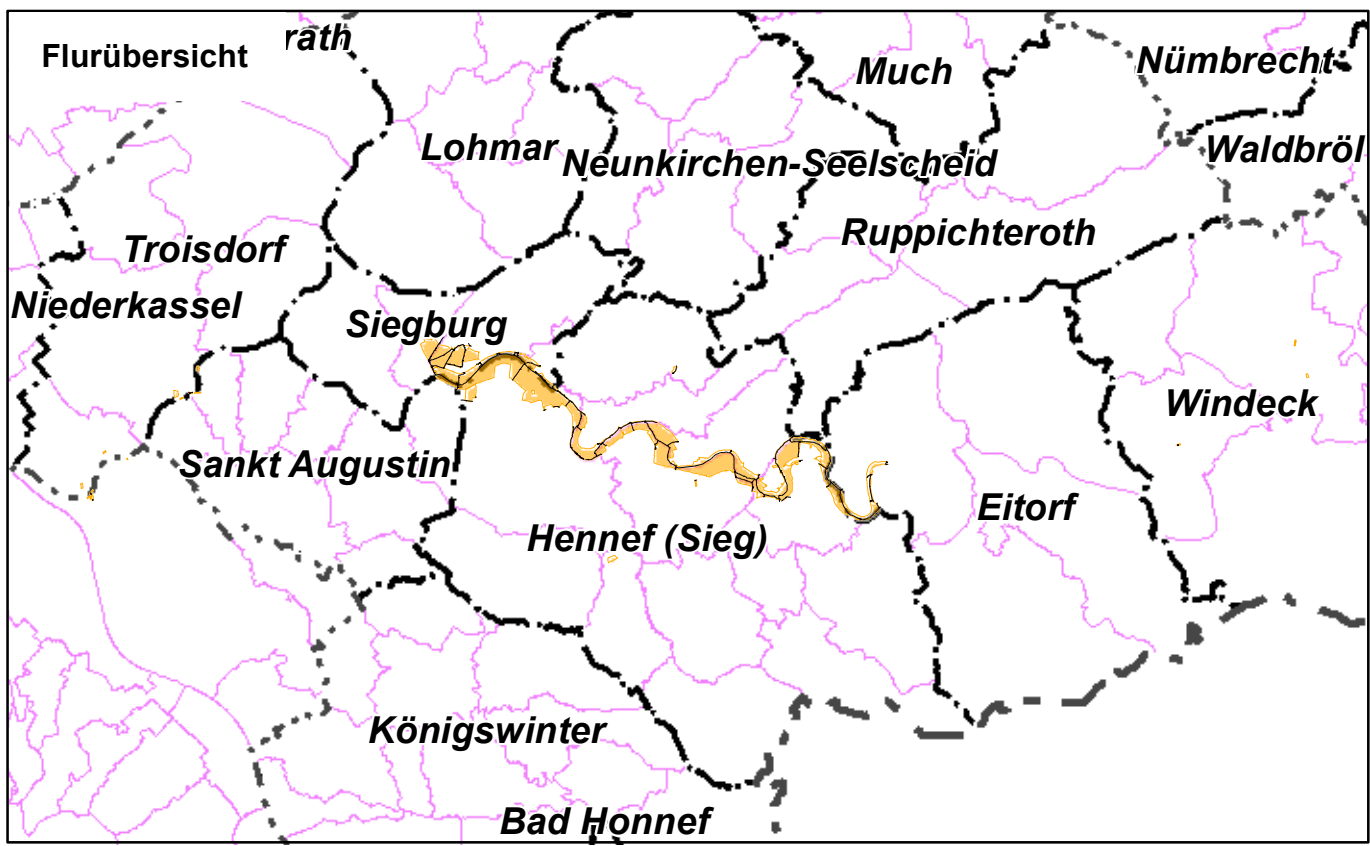 Flurübersicht
rath
Much
Nümbrecht
Lohmar
Neunkirchen-Seelscheid
Waldbröl
Troisdorf
Ruppichteroth
Niederkassel
Siegburg
Windeck
Sankt Augustin
Eitorf
Hennef (Sieg)
Königswinter
Bad Honnef